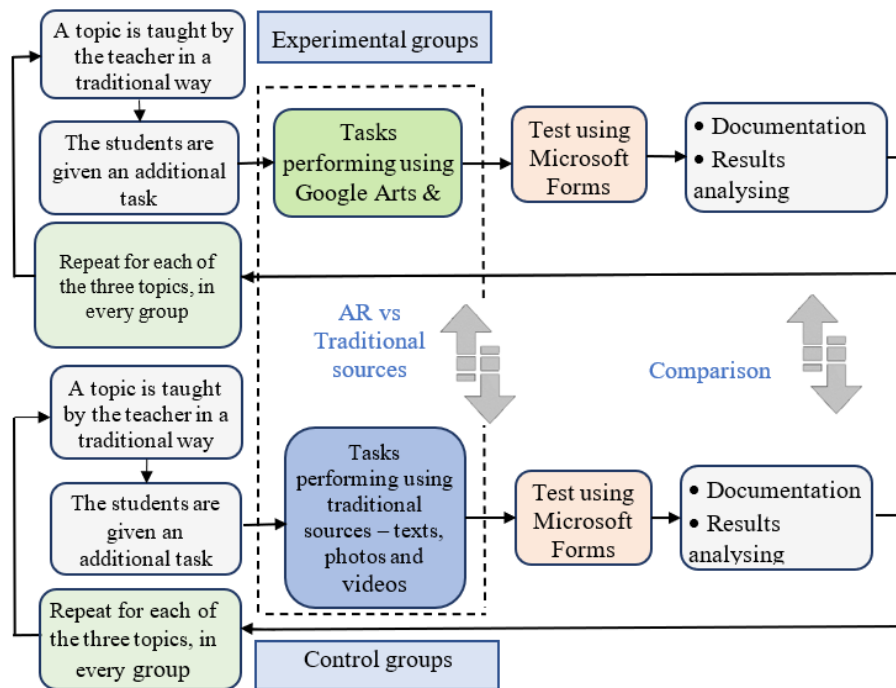 A topic is taught by
the teacher in a
traditional way
Experimental groups
The students are
given an additional
task
Tasks
performing using
Google Arts &
Test using
Microsoft
Forms
• Documentation
• Results
analysing
Repeat for each of
the three topics, in
every group
AR vs
Traditional
sources
Comparison
A topic is taught
by the teacher in a
traditional way
The students are
given an
additional task
Tasks
performing using
traditional
sources – texts,
photos and
videos
Test using
Microsoft
Forms
• Documentation
• Results
analysing
Repeat for each of
the three topics, in
every group
Control groups